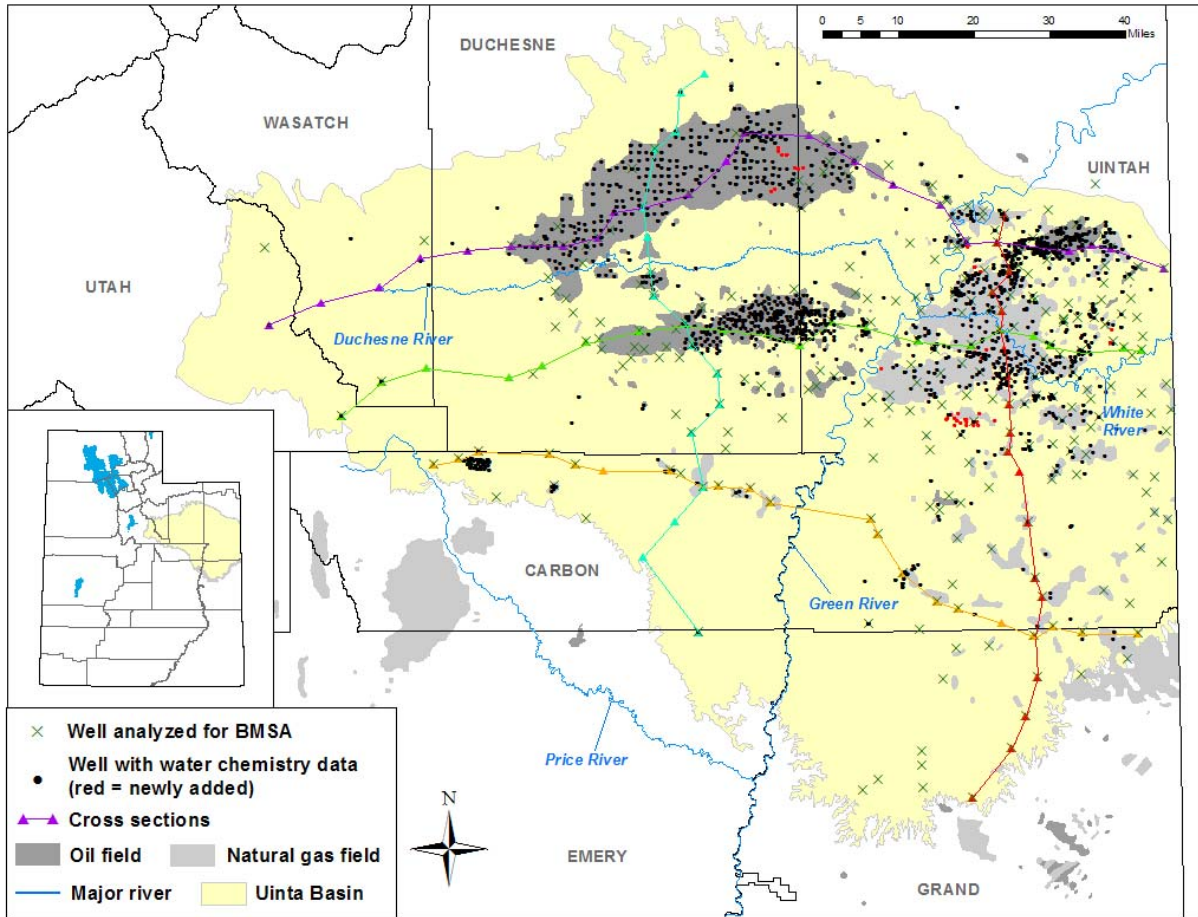 DUCHESNE
0 10 20 30 40
Miles
WASATCH
UINTAH
UTAH
Duchesne River
White
River
CARBON
Green River
Price River
N
EMERY
GRAND
Well analyzed for BMSA
Well with water chemistry data
(red = newly added)
Cross sections
Oil field
Natural gas field
Major river
Uinta Basin